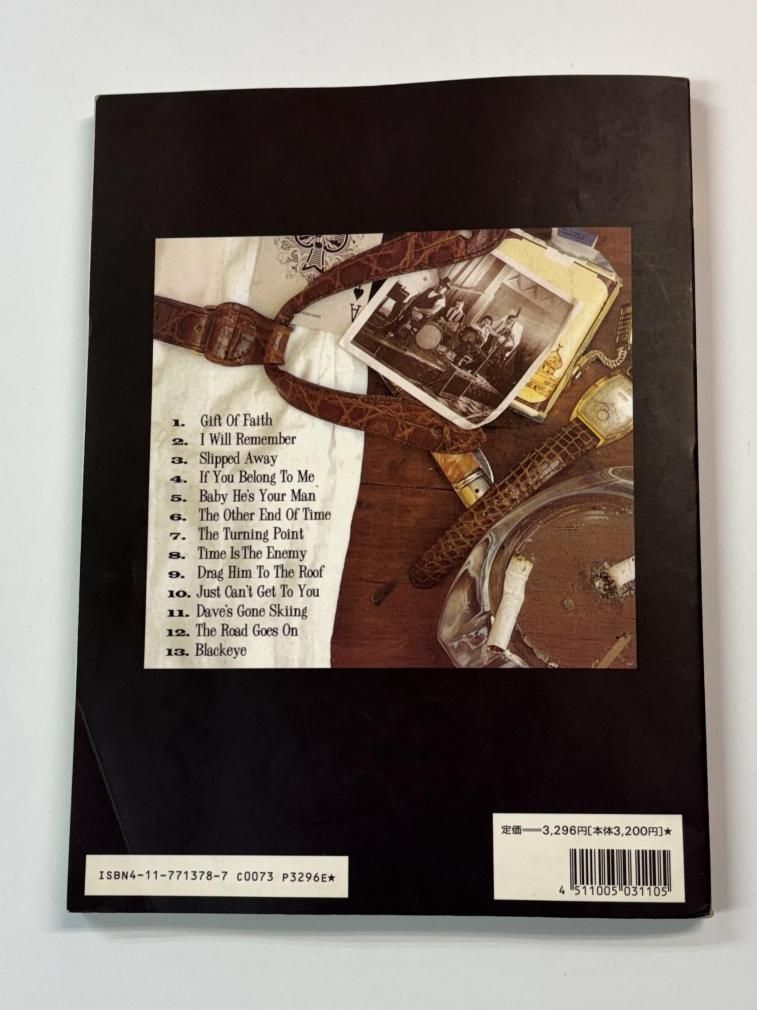 A
1. Gift Of Faith
2. I Will Remember
3. Slipped Away
4. If You Belong To Me
5. Baby He's Your Man
6. The Other End Of Time
7. The Turning Point
8. Time Is The Enemy
9. Drag Him To The Roof
10. Just Can't Get To You
11. Dave's Gone Skiing
12. The Road Goes On
13. Blackeye
定価──3,296円[本体3,200円]★
4 511005 031105
ISBN4-11-771378-7 C0073 P3296E★